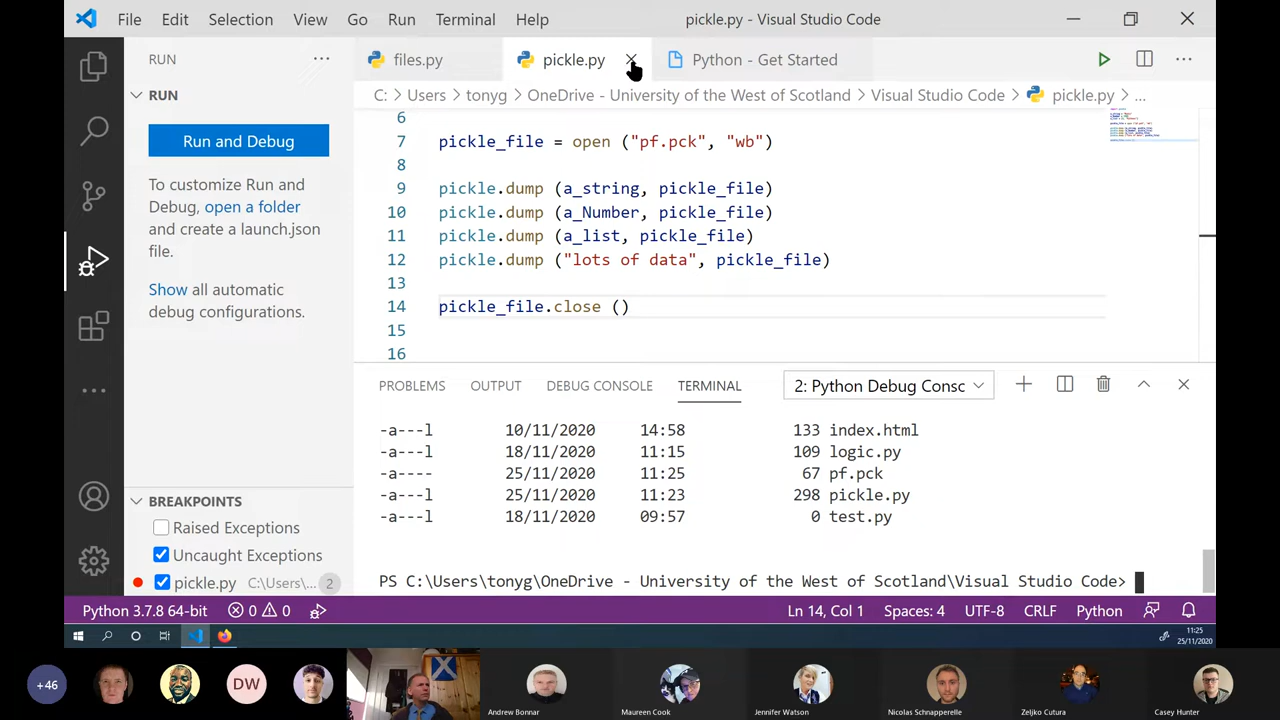 File Edit Selection View Go Run Terminal Help pickle.py - Visual Studio Code
RUN
files.py pickle.py Python - Get Started
RUN
C: > Users > tonyg > OneDrive - University of the West of Scotland > Visual Studio Code > pickle.py > ...
Run and Debug
To customize Run and
Debug, open a folder
and create a launch.json
file.
Show all automatic
debug configurations.
6
7 pickle_file = open ("pf.pck", "wb")
8
9 pickle.dump (a_string, pickle_file)
10 pickle.dump (a_Number, pickle_file)
11 pickle.dump (a_list, pickle_file)
12 pickle.dump ("lots of data", pickle_file)
13
14 pickle_file.close ()
15
16
PROBLEMS OUTPUT DEBUG CONSOLE TERMINAL 2: Python Debug Consc
-a---l 10/11/2020 14:58 133 index.html
-a---l 18/11/2020 11:15 109 logic.py
-a---- 25/11/2020 11:25 67 pf.pck
-a---l 25/11/2020 11:23 298 pickle.py
-a---l 18/11/2020 09:57 0 test.py
PS C:\Users\tonyg\OneDrive - University of the West of Scotland\Visual Studio Code>
BREAKPOINTS
Raised Exceptions
Uncaught Exceptions
pickle.py C:\Users\... 2
Python 3.7.8 64-bit 0 0 Ln 14, Col 1 Spaces: 4 UTF-8 CRLF Python
11:25
25/11/2020
+46 DW
Andrew Bonnar Maureen Cook Jennifer Watson Nicolas Schnapperelle Zeljko Cutura Casey Hunter